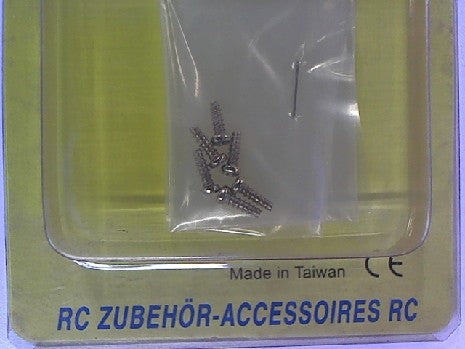 Made in Taiwan CE
RC ZUBEHÖR-ACCESSOIRES RC